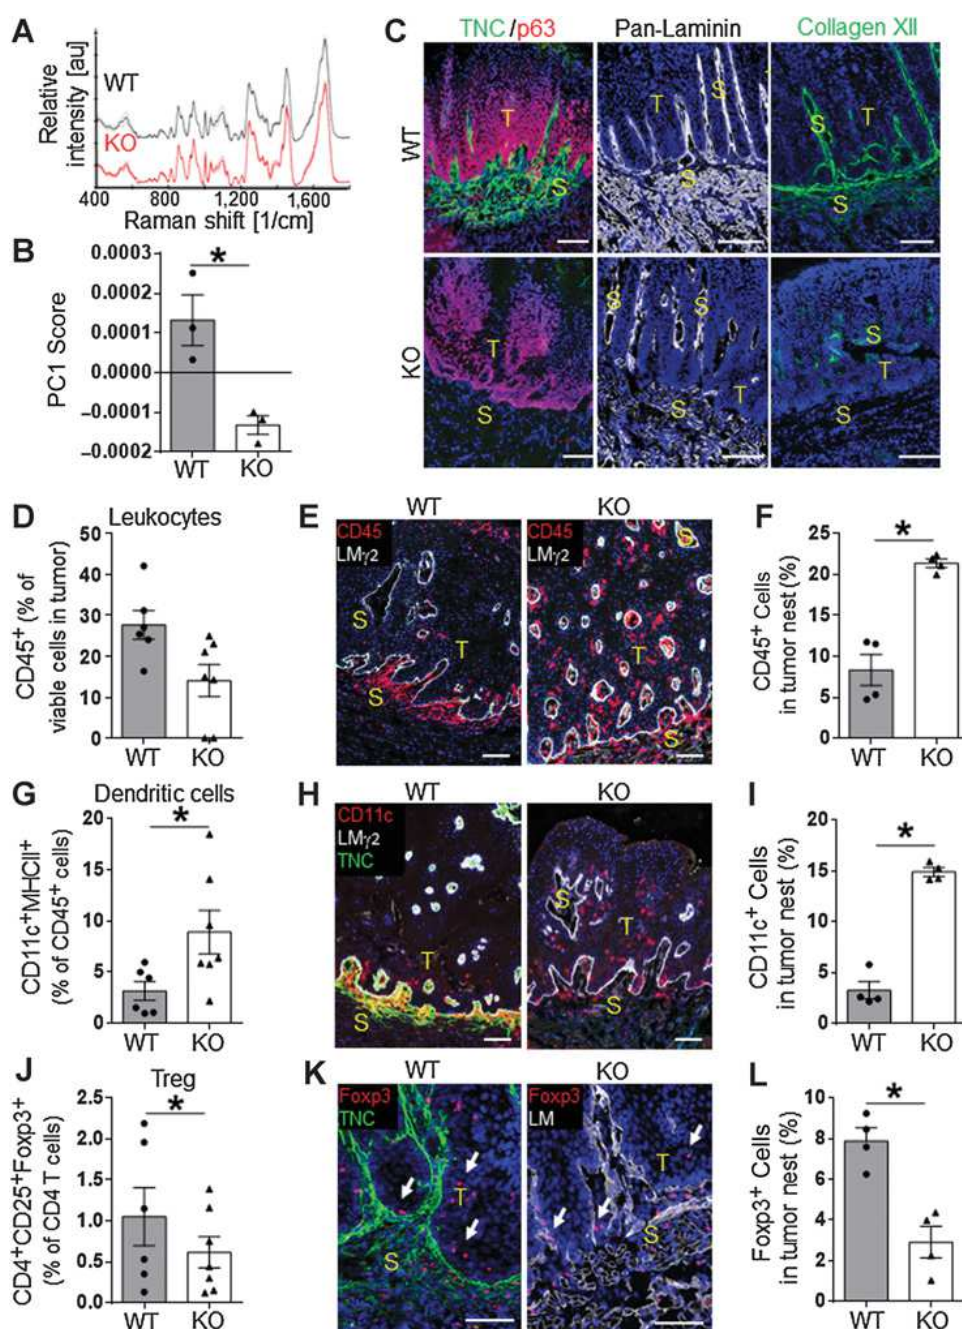 A
Relative
intensity [au]
WT
KO
400
800
1,200
1,600
Raman shift [1/cm]
B
*
0.0003
0.0002
0.0001
0.0000
−0.0001
−0.0002
PC1 Score
WT
KO
C
TNC/p63
Pan-Laminin
Collagen XII
WT
T
S
T
S
S
S
T
S
KO
T
S
S
S
T
S
S
T
S
D
Leukocytes
CD45+ (% of
viable cells in tumor)
50
40
30
20
10
0
WT
KO
E
WT
KO
CD45
LMγ2
S
T
S
CD45
LMγ2
S
T
S
F
*
CD45+ Cells
in tumor nest (%)
25
20
15
10
5
0
WT
KO
G
Dendritic cells
*
CD11c+MHCII+
(% of CD45+ cells)
20
15
10
5
0
WT
KO
H
WT
KO
CD11c
LMγ2
TNC
T
S
S
T
S
I
*
CD11c+ Cells
in tumor nest (%)
20
15
10
5
0
WT
KO
J
Treg
*
CD4+CD25+Foxp3+
(% of CD4 T cells)
2.5
2.0
1.5
1.0
0.5
0.0
WT
KO
K
WT
KO
Foxp3
TNC
T
S
Foxp3
LM
T
S
L
*
Foxp3+ Cells
in tumor nest (%)
10
8
6
4
2
0
WT
KO